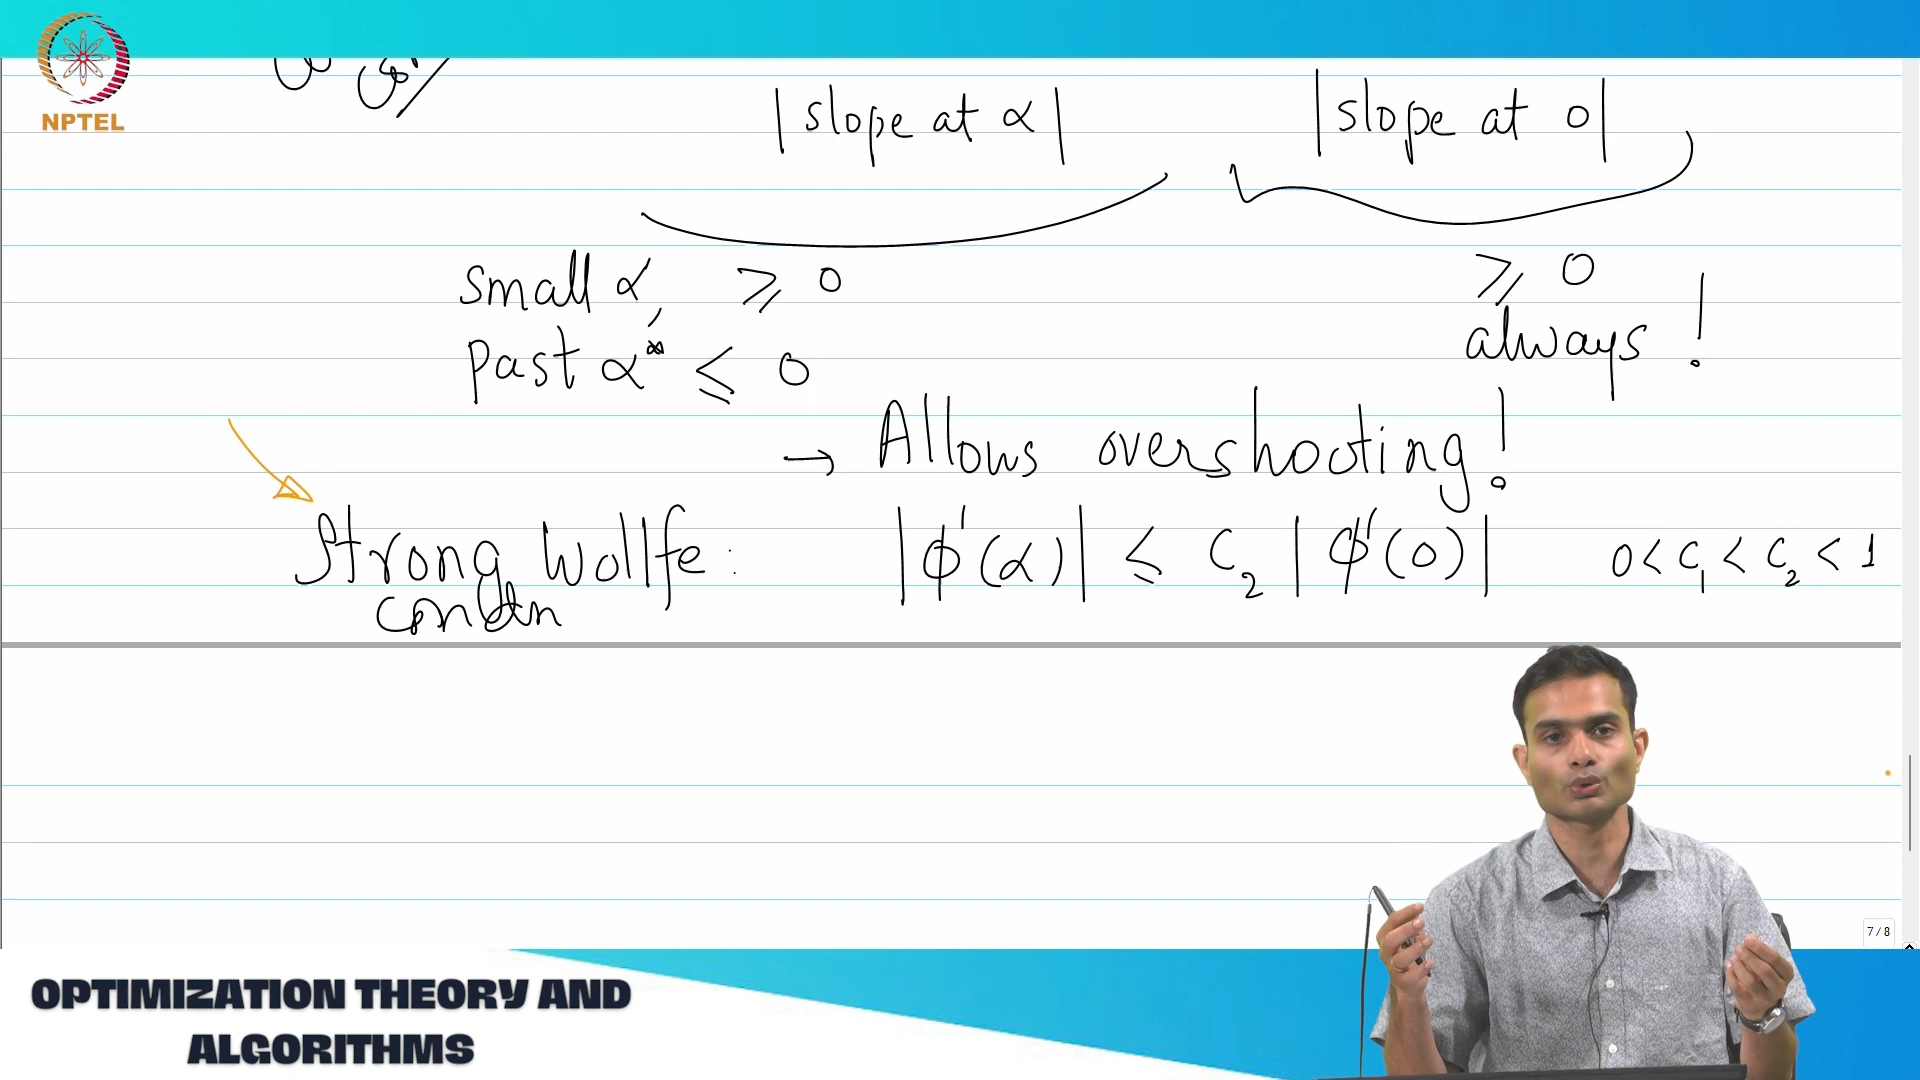 NPTEL
|slope at α| |slope at 0|
small α, ⩾ 0 ⩾ 0
always!
past α* ⩽ 0
→ Allows overshooting!
Strong Wolfe: |ϕ'(α)| ≤ C₂ |ϕ'(0)| 0 < C₁ < C₂ < 1
condn
7 / 8
OPTIMIZATION THEORY AND
ALGORITHMS